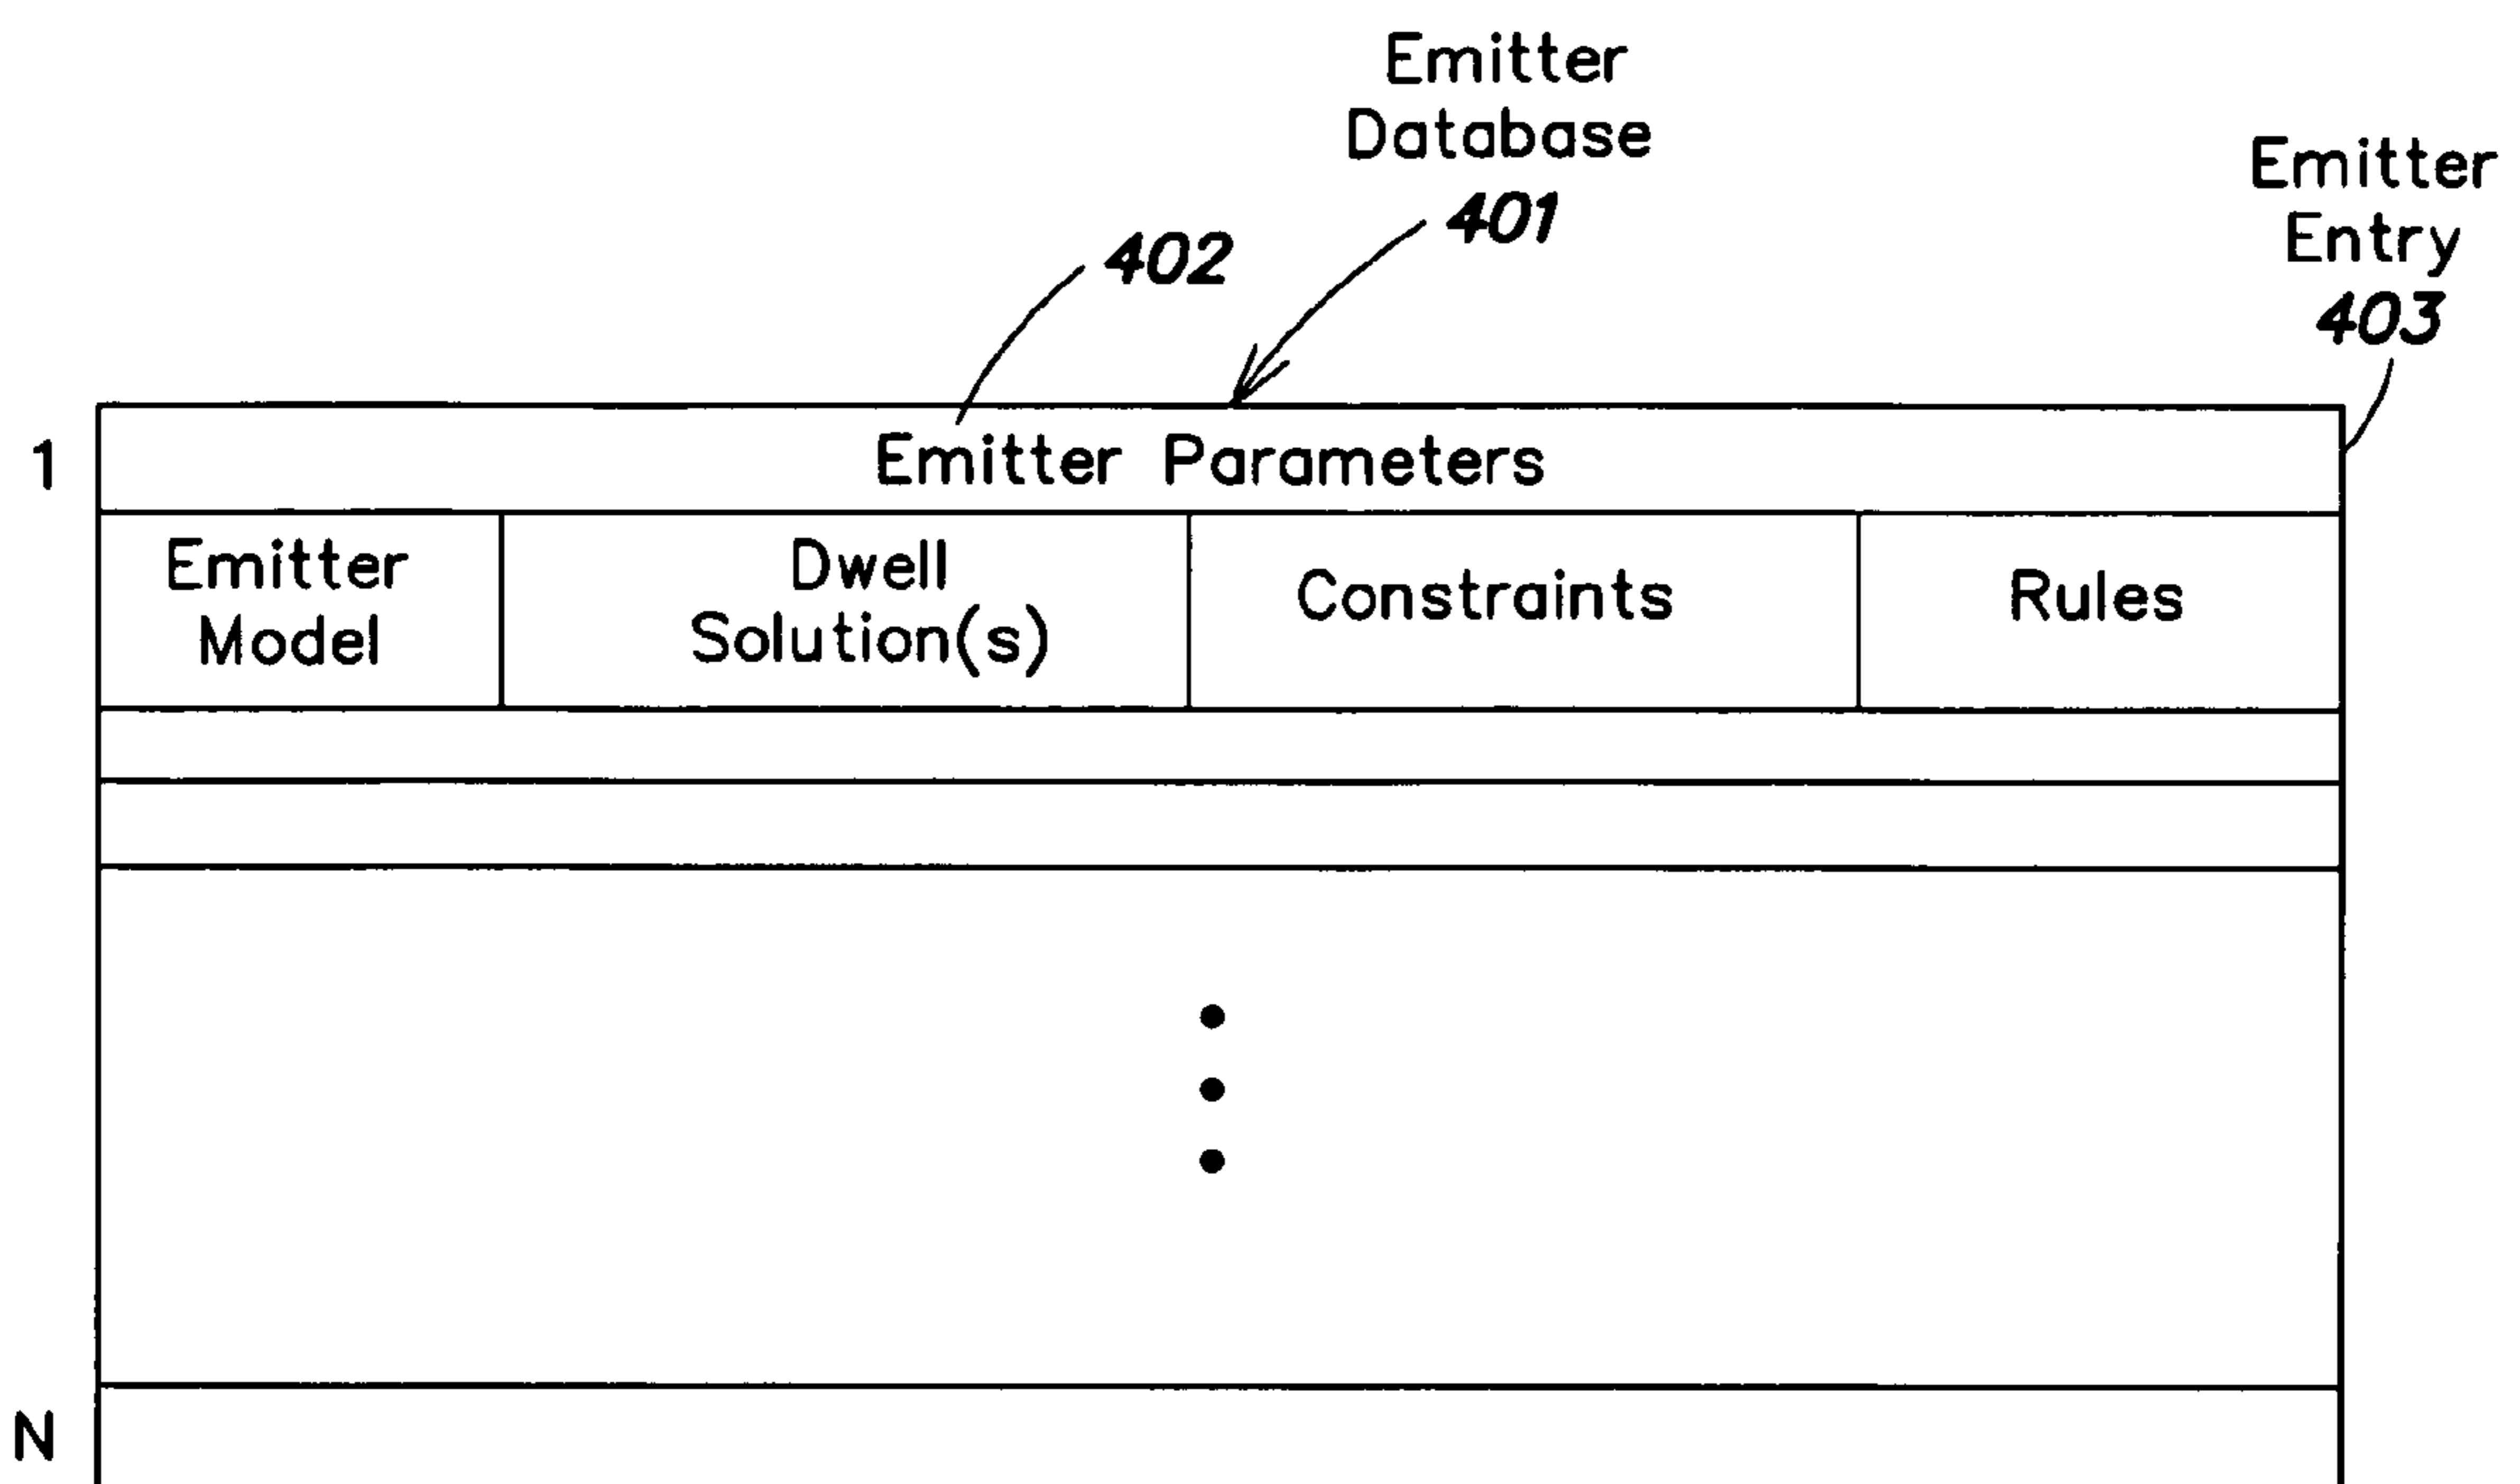 Emitter
Database
401
402
Emitter
Entry
403
1
Emitter Parameters
Emitter
Model
Dwell
Solution(s)
Constraints
Rules
N